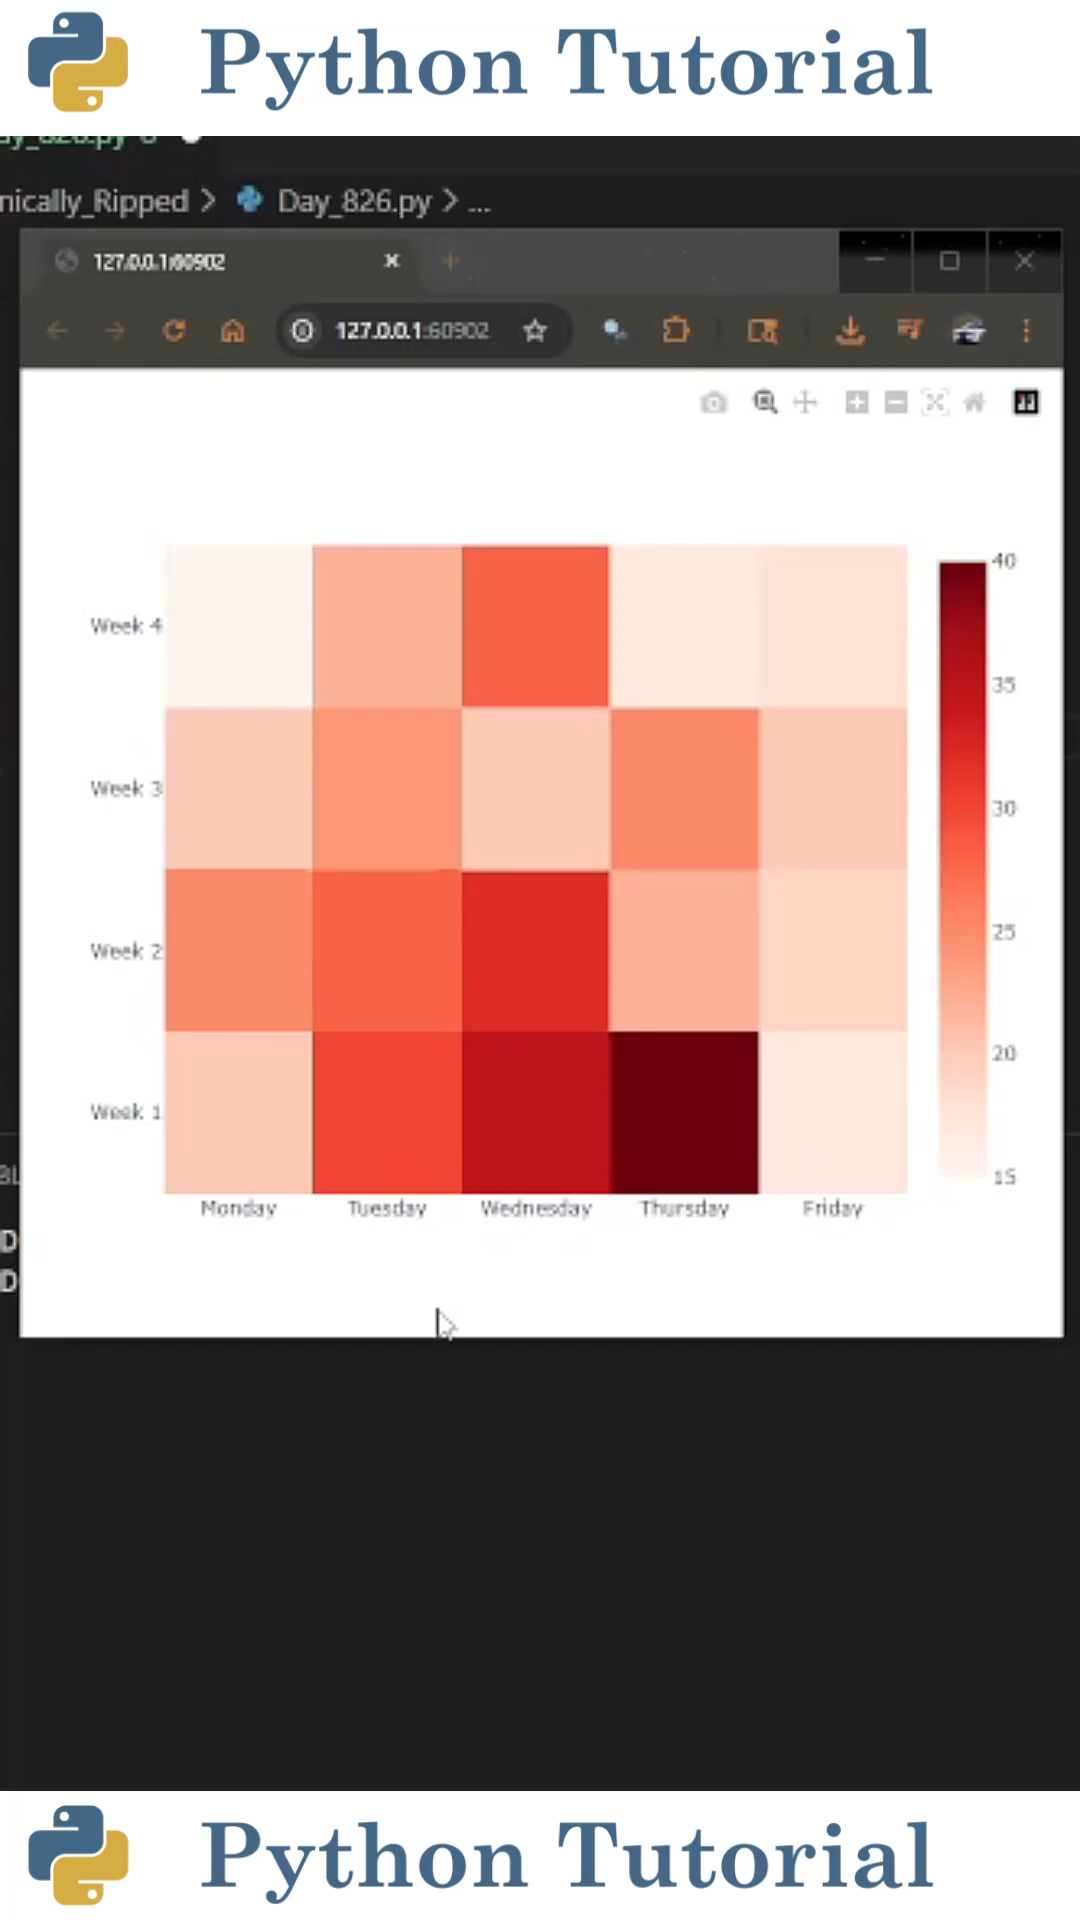 Python Tutorial
nically_Ripped > Day_826.py > ...
127.0.0.1:60902
127.0.0.1:60902
40
Week 4
35
Week 3
30
Week 2
25
20
Week 1
15
Monday Tuesday Wednesday Thursday Friday
Python Tutorial